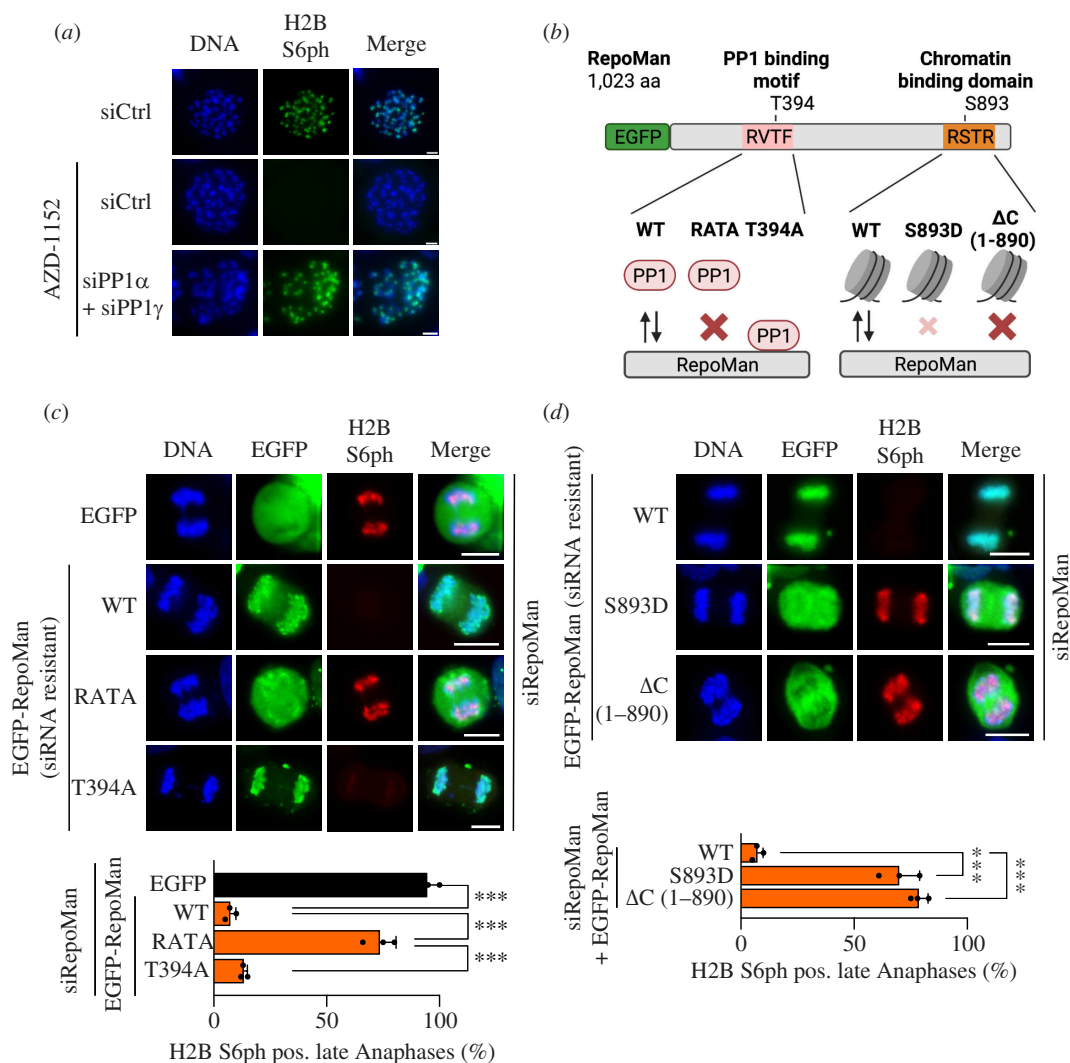 (a)
DNA
H2B
S6ph
Merge
siCtrl
AZD-1152
siCtrl
siPP1α
+ siPP1γ
(b)
RepoMan
1,023 aa
PP1 binding
motif
T394
Chromatin
binding domain
S893
EGFP
RVTF
RSTR
WT
RATA
T394A
PP1
PP1
PP1
RepoMan
WT
S893D
ΔC
(1-890)
RepoMan
(c)
DNA
EGFP
H2B
S6ph
Merge
EGFP
EGFP-RepoMan
(siRNA resistant)
WT
RATA
T394A
siRepoMan
siRepoMan
EGFP-RepoMan
EGFP
WT
RATA
T394A
***
***
***
0
50
100
H2B S6ph pos. late Anaphases (%)
(d)
DNA
EGFP
H2B
S6ph
Merge
EGFP-RepoMan (siRNA resistant)
WT
S893D
ΔC
(1–890)
siRepoMan
siRepoMan
+ EGFP-RepoMan
WT
S893D
ΔC (1–890)
***
***
0
50
100
H2B S6ph pos. late Anaphases (%)